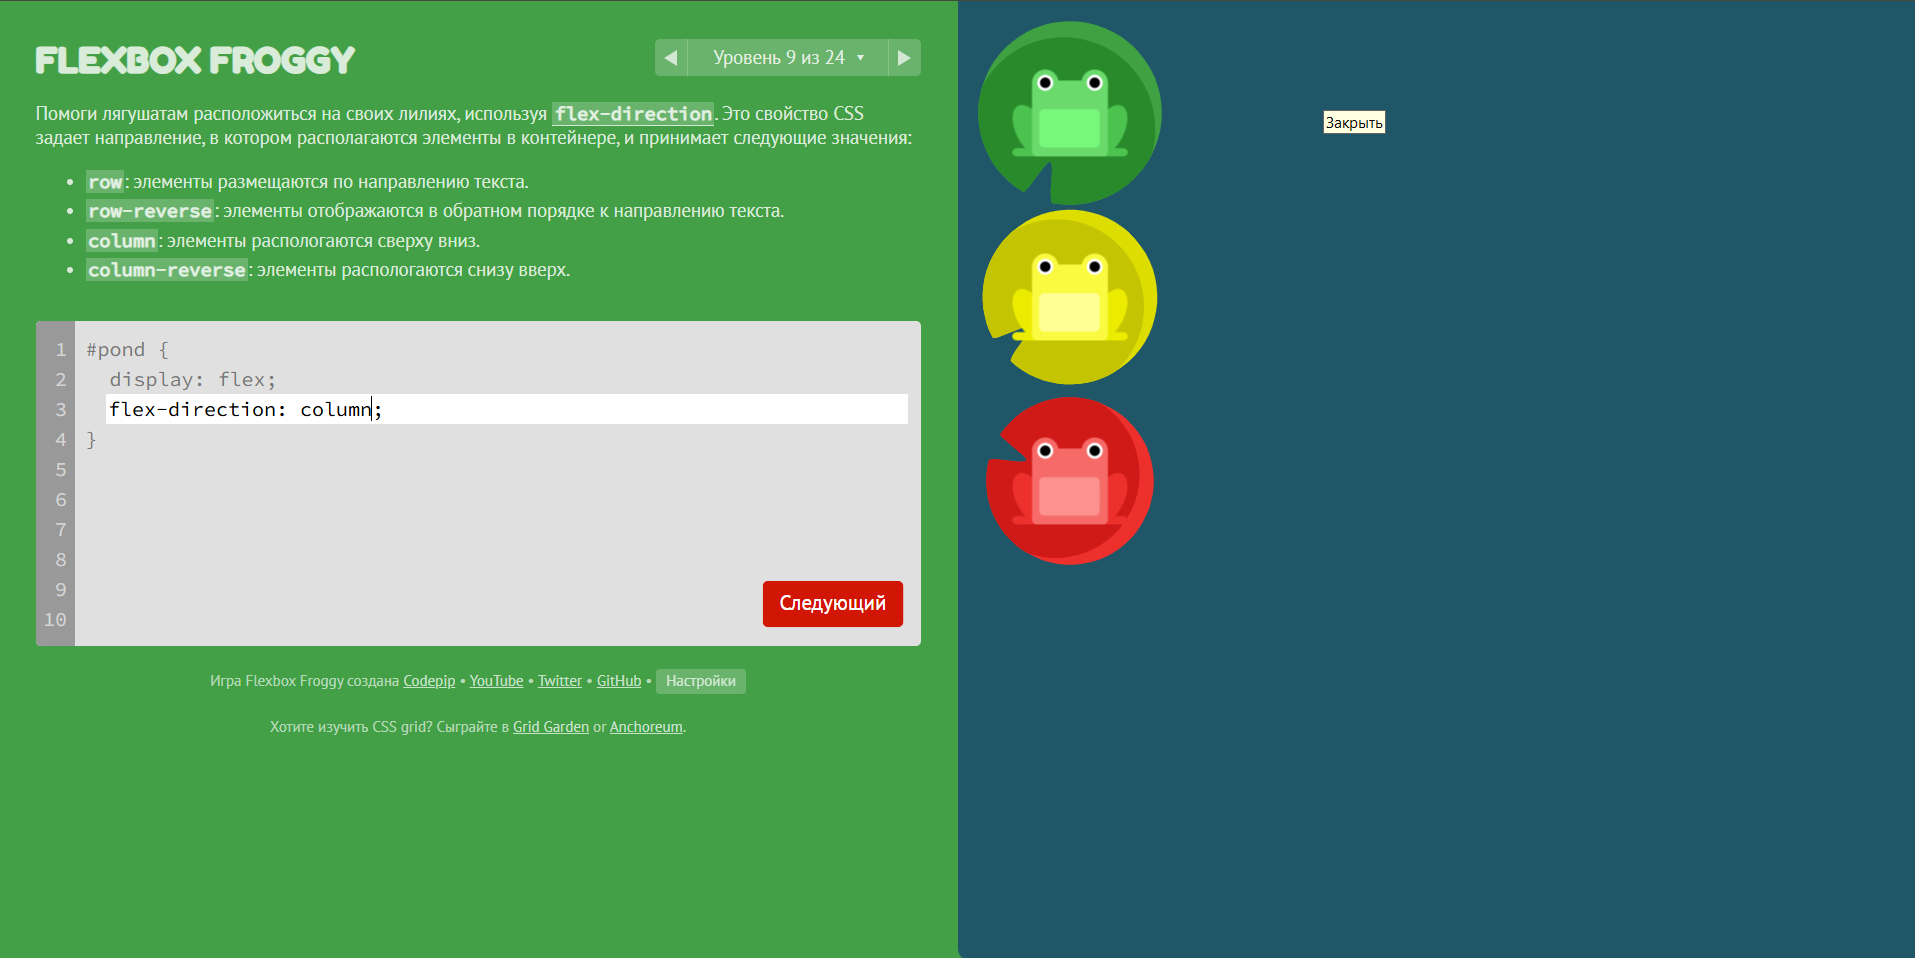 FLEXBOX FROGGY
Уровень 9 из 24
Помоги лягушатам расположиться на своих лилиях, используя flex-direction. Это свойство CSS
задает направление, в котором располагаются элементы в контейнере, и принимает следующие значения:
• row: элементы размещаются по направлению текста.
• row-reverse: элементы отображаются в обратном порядке к направлению текста.
• column: элементы распологаются сверху вниз.
• column-reverse: элементы распологаются снизу вверх.
1 #pond {
2 display: flex;
3 flex-direction: column;
4 }
5
6
7
8
9
10
Следующий
Игра Flexbox Froggy создана Codepip • YouTube • Twitter • GitHub • Настройки
Хотите изучить CSS grid? Сыграйте в Grid Garden or Anchoreum.
Закрыть